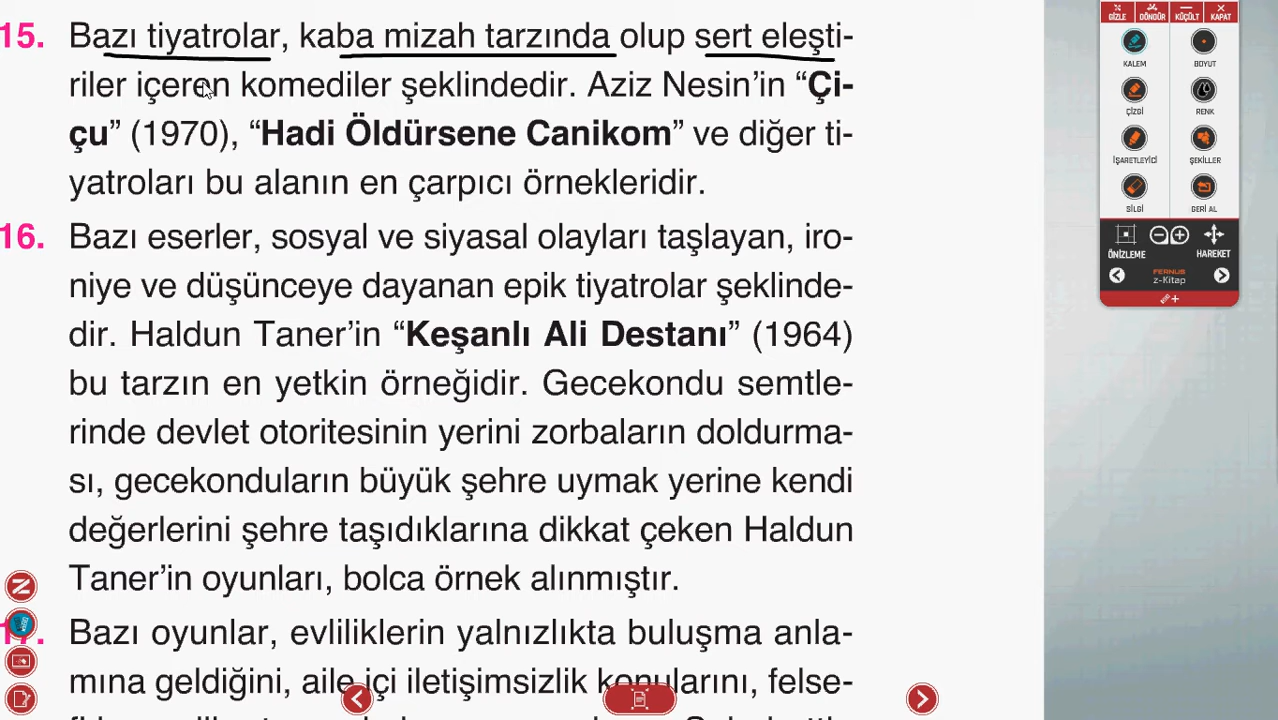 15. Bazı tiyatrolar, kaba mizah tarzında olup sert eleşti-
riler içeren komediler şeklindedir. Aziz Nesin’in “Çi-
çu” (1970), “Hadi Öldürsene Canikom” ve diğer ti-
yatroları bu alanın en çarpıcı örnekleridir.
16. Bazı eserler, sosyal ve siyasal olayları taşlayan, iro-
niye ve düşünceye dayanan epik tiyatrolar şeklinde-
dir. Haldun Taner’in “Keşanlı Ali Destanı” (1964)
bu tarzın en yetkin örneğidir. Gecekondu semtle-
rinde devlet otoritesinin yerini zorbaların doldurma-
sı, gecekonduların büyük şehre uymak yerine kendi
değerlerini şehre taşıdıklarına dikkat çeken Haldun
Taner’in oyunları, bolca örnek alınmıştır.
17. Bazı oyunlar, evliliklerin yalnızlıkta buluşma anla-
mına geldiğini, aile içi iletişimsizlik konularını, felse-
GİZLE DÖNDÜR KÜÇÜLT KAPAT
KALEM BOYUT
ÇİZGİ RENK
İŞARETLEYİCİ ŞEKİLLER
SİLGİ GERİ AL
ÖNİZLEME HAREKET
FERNUS
z-Kitap